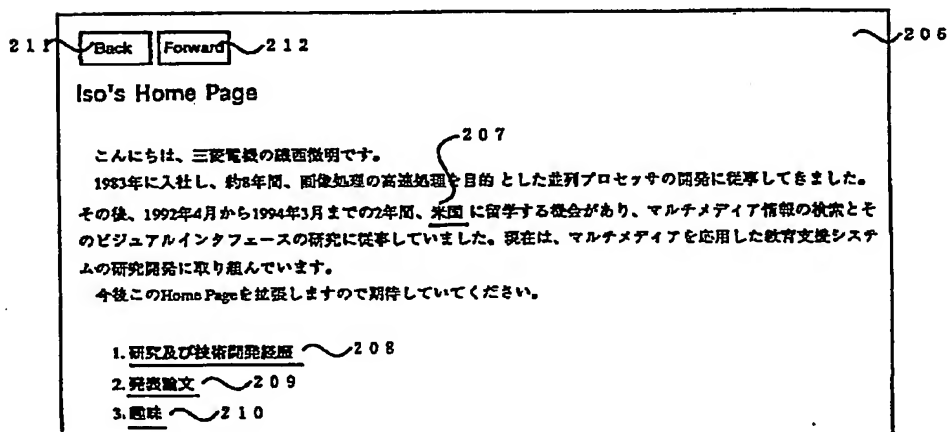 211 Back Forward 212 206
Iso's Home Page
207
こんにちは、三菱電機の磯西徹明です。
1983年に入社し、約8年間、画像処理の高速処理を目的とした並列プロセッサの開発に従事してきました。
その後、1992年4月から1994年3月までの2年間、米国に留学する機会があり、マルチメディア情報の検索とそ
のビジュアルインタフェースの研究に従事していました。現在は、マルチメディアを応用した教育支援システ
ムの研究開発に取り組んでいます。
今後このHome Pageを拡張しますので期待していてください。
1. 研究及び技術開発経歴 208
2. 発表論文 209
3. 趣味 210